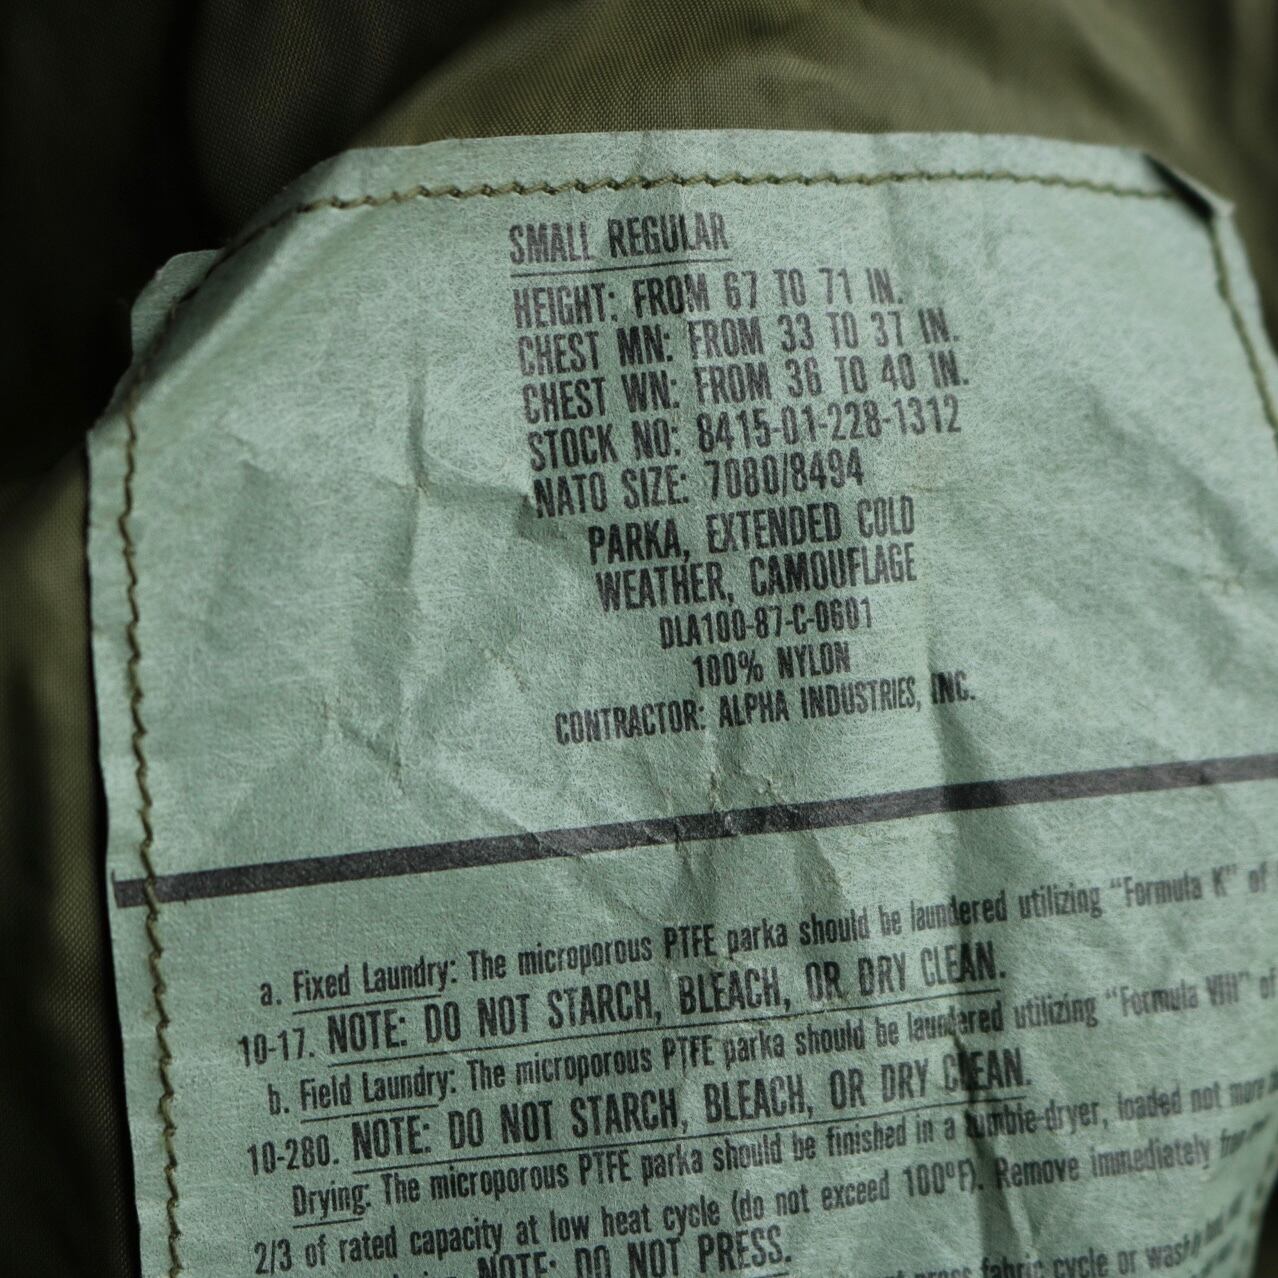 SMALL REGULAR
HEIGHT: FROM 67 TO 71 IN.
CHEST MN: FROM 33 TO 37 IN.
CHEST WN: FROM 36 TO 40 IN.
STOCK NO: 8415-01-228-1312
NATO SIZE: 7080/8494
PARKA, EXTENDED COLD
WEATHER, CAMOUFLAGE
DLA100-87-C-0601
100% NYLON
CONTRACTOR: ALPHA INDUSTRIES, INC.
a. Fixed Laundry: The microporous PTFE parka should be laundered utilizing "Formula K" of
10-17. NOTE: DO NOT STARCH, BLEACH, OR DRY CLEAN.
b. Field Laundry: The microporous PTFE parka should be laundered utilizing "Formula VIII" of
10-280. NOTE: DO NOT STARCH, BLEACH, OR DRY CLEAN.
Drying: The microporous PTFE parka should be finished in a tumble-dryer, loaded not more
2/3 of rated capacity at low heat cycle (do not exceed 100°F). Remove immediately
NOTE: DO NOT PRESS.
press fabric cycle or wash